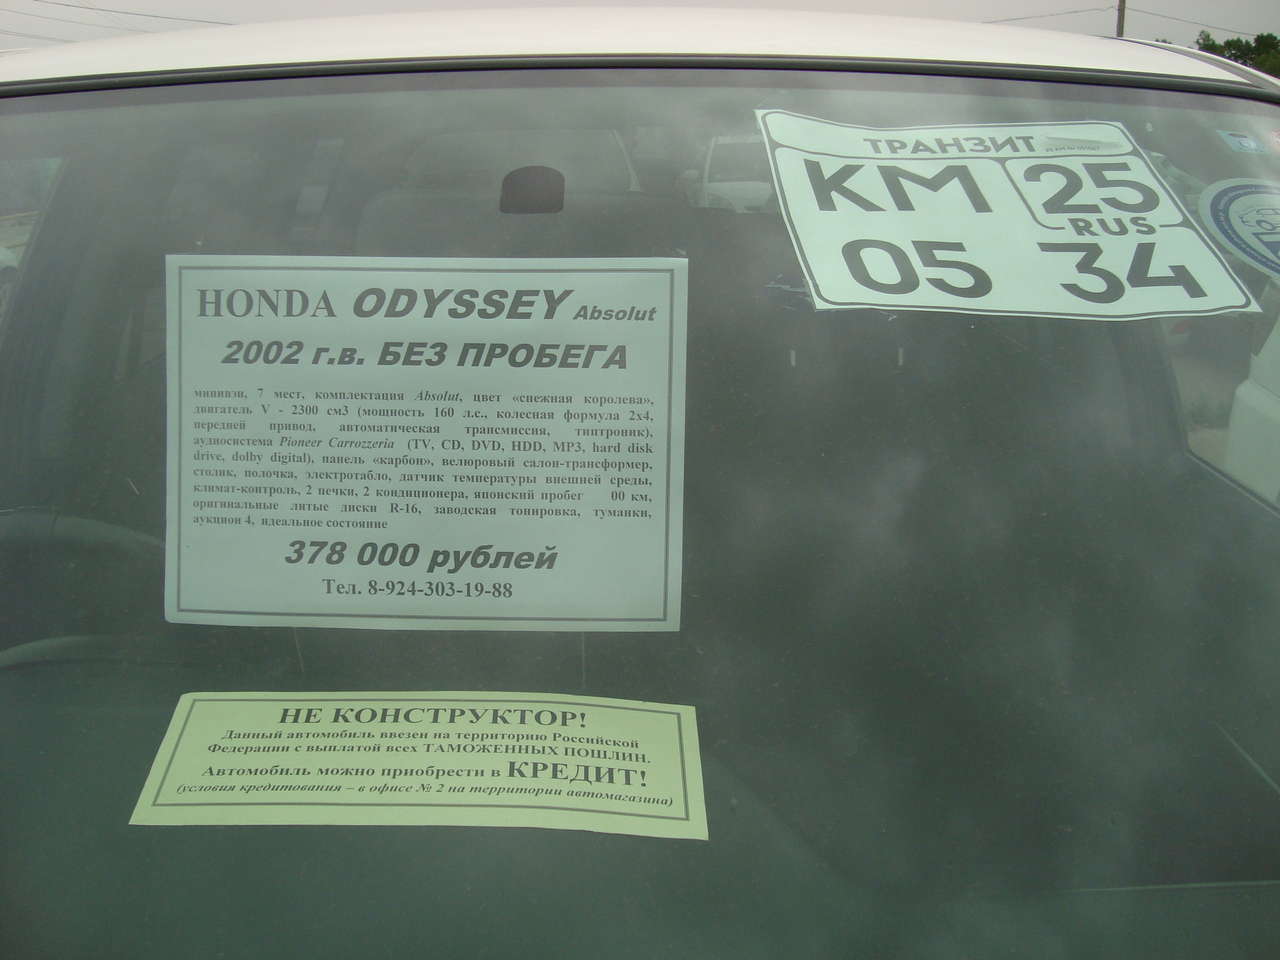 ТРАНЗИТ
КМ 25
RUS
05 34
HONDA ODYSSEY Absolut
2002 г.в. БЕЗ ПРОБЕГА
минивэн, 7 мест, комплектация Absolut, цвет «снежная королева»,
двигатель V - 2300 см3 (мощность 160 л.с., колесная формула 2х4,
передней привод, автоматическая трансмиссия, типтроник),
аудиосистема Pioneer Carrozzeria (TV, CD, DVD, HDD, MP3, hard disk
drive, dolby digital), панель «карбон», велюровый салон-трансформер,
столик, полочка, электротабло, датчик температуры внешней среды,
климат-контроль, 2 печки, 2 кондиционера, японский пробег 00 км,
оригинальные литые диски R-16, заводская тонировка, туманки,
аукцион 4, идеальное состояние
378 000 рублей
Тел. 8-924-303-19-88
НЕ КОНСТРУКТОР!
Данный автомобиль ввезен на территорию Российской
Федерации с выплатой всех ТАМОЖЕННЫХ ПОШЛИН.
Автомобиль можно приобрести в КРЕДИТ!
(условия кредитования – в офисе № 2 на территории автомагазина)